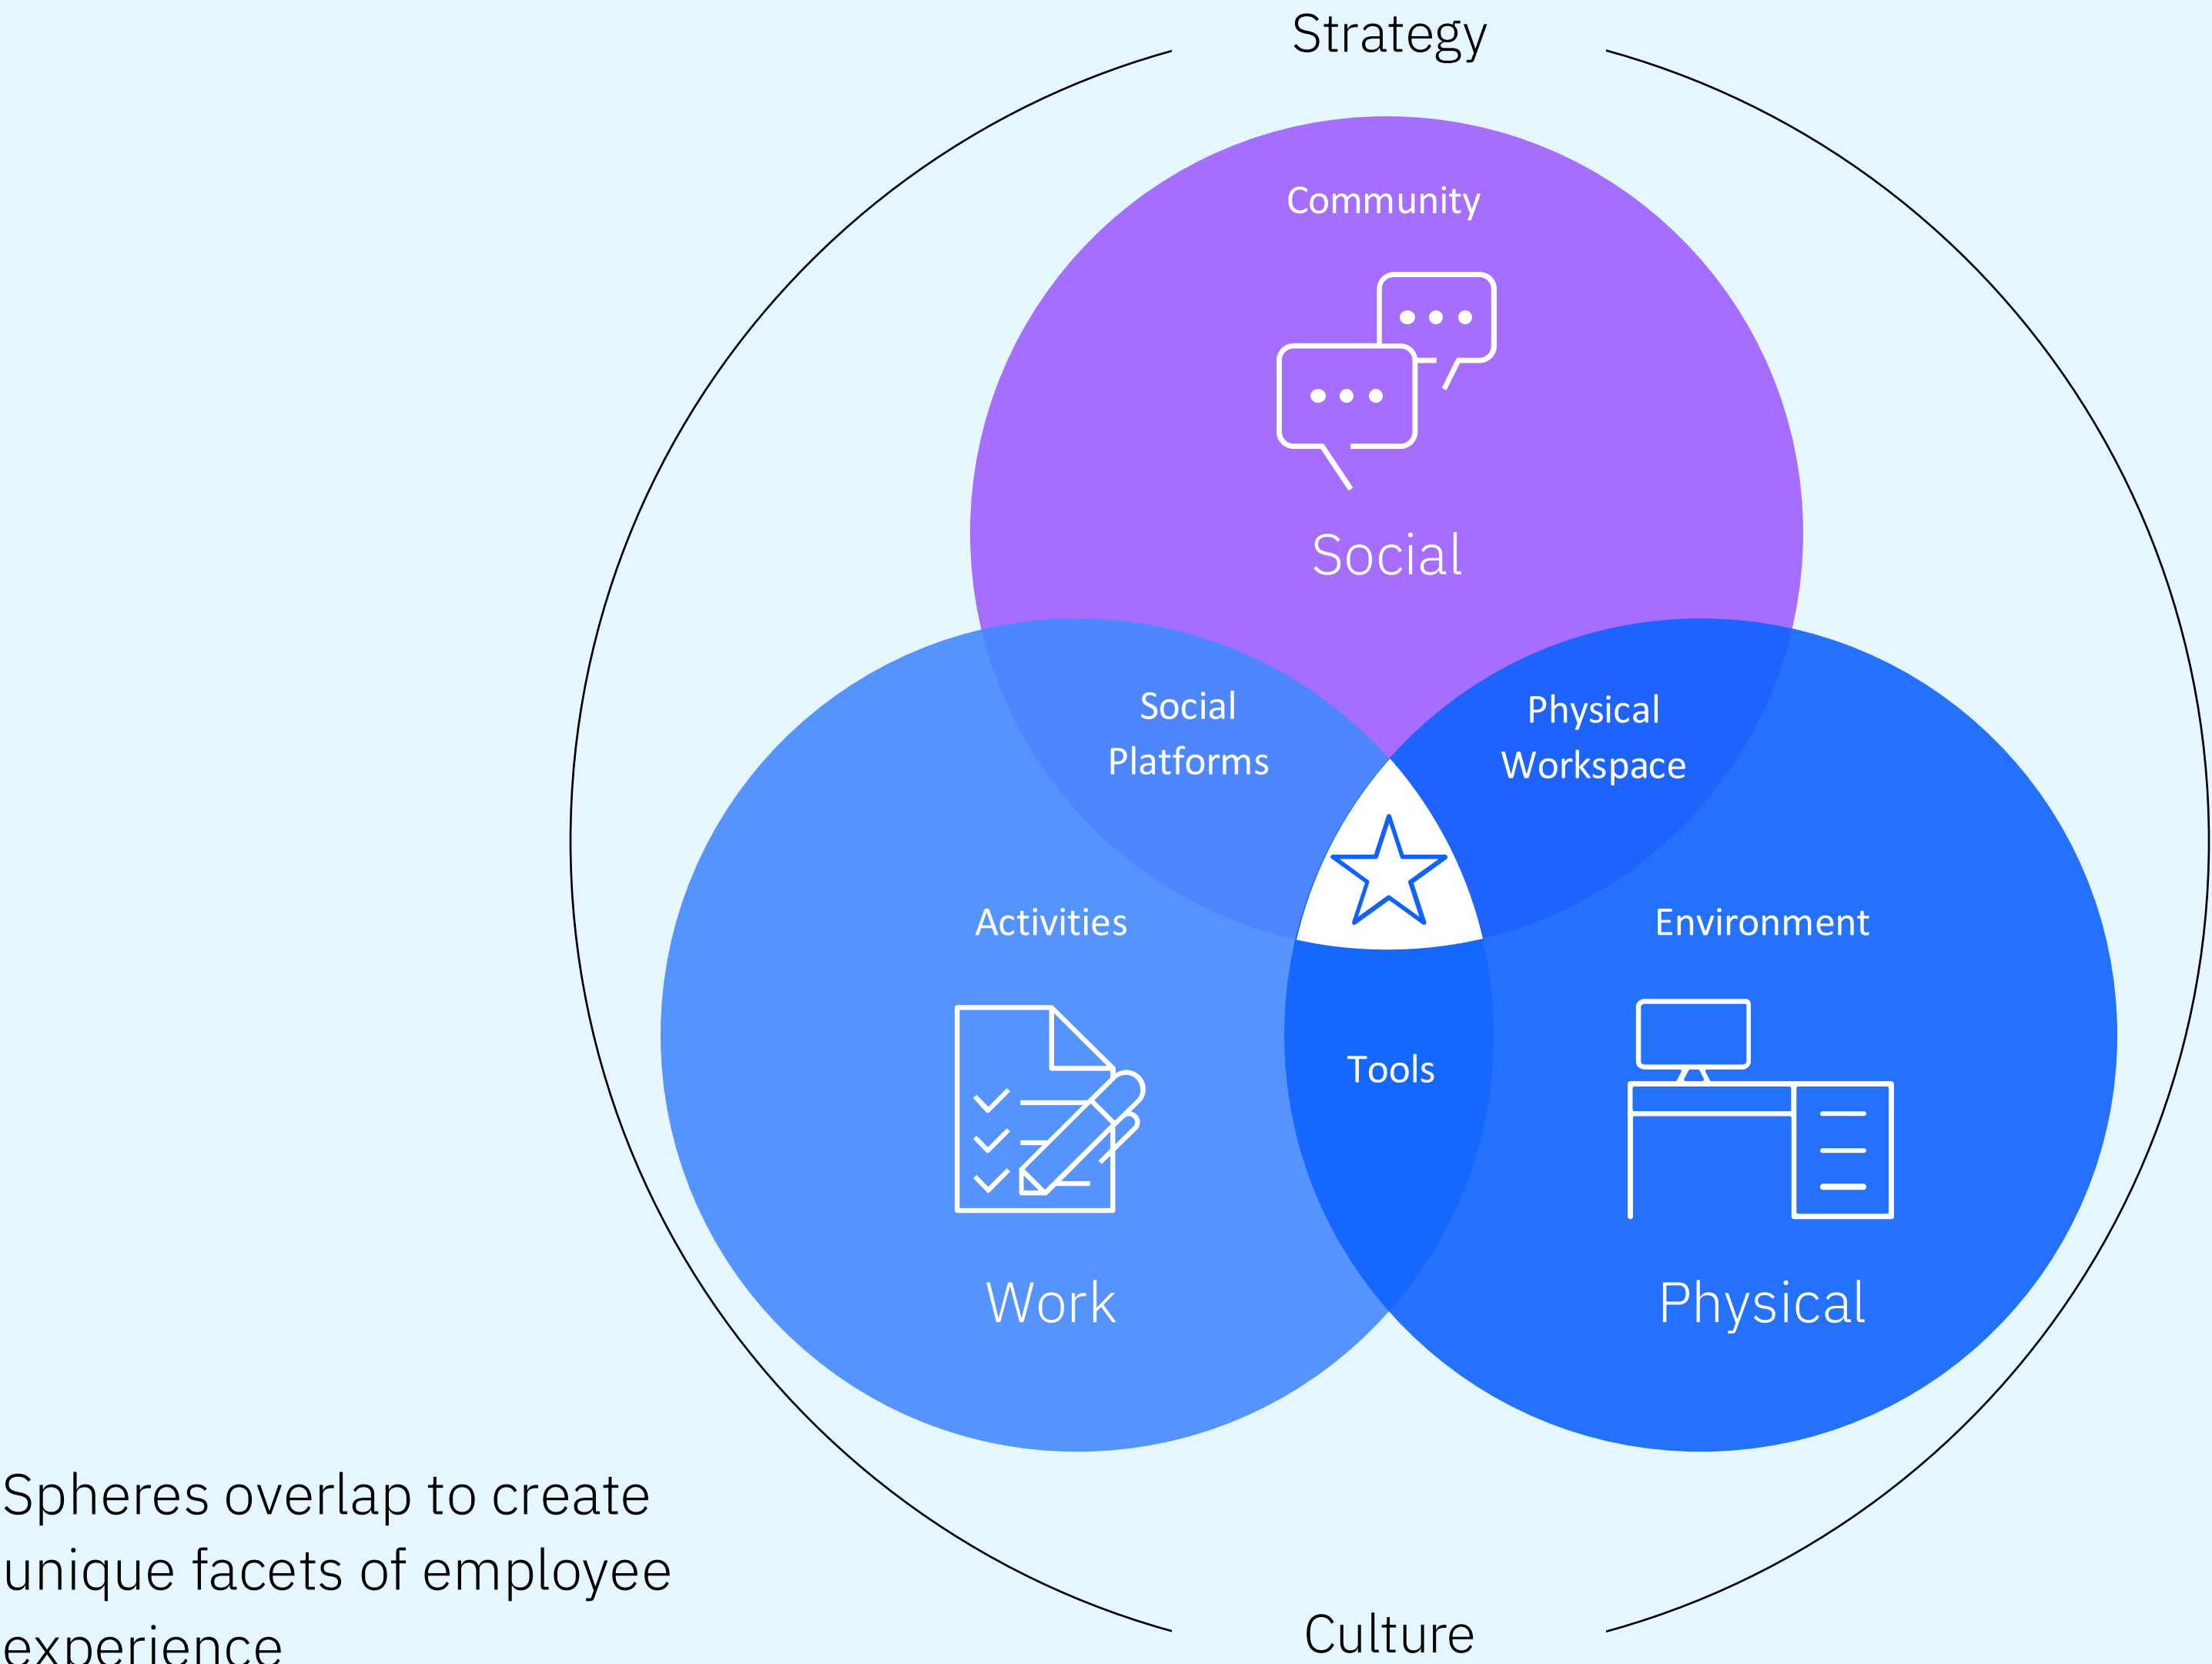 Strategy
Community
Social
Social
Platforms
Physical
Workspace
Activities
Environment
Tools
Work
Physical
Spheres overlap to create
unique facets of employee
experience
Culture